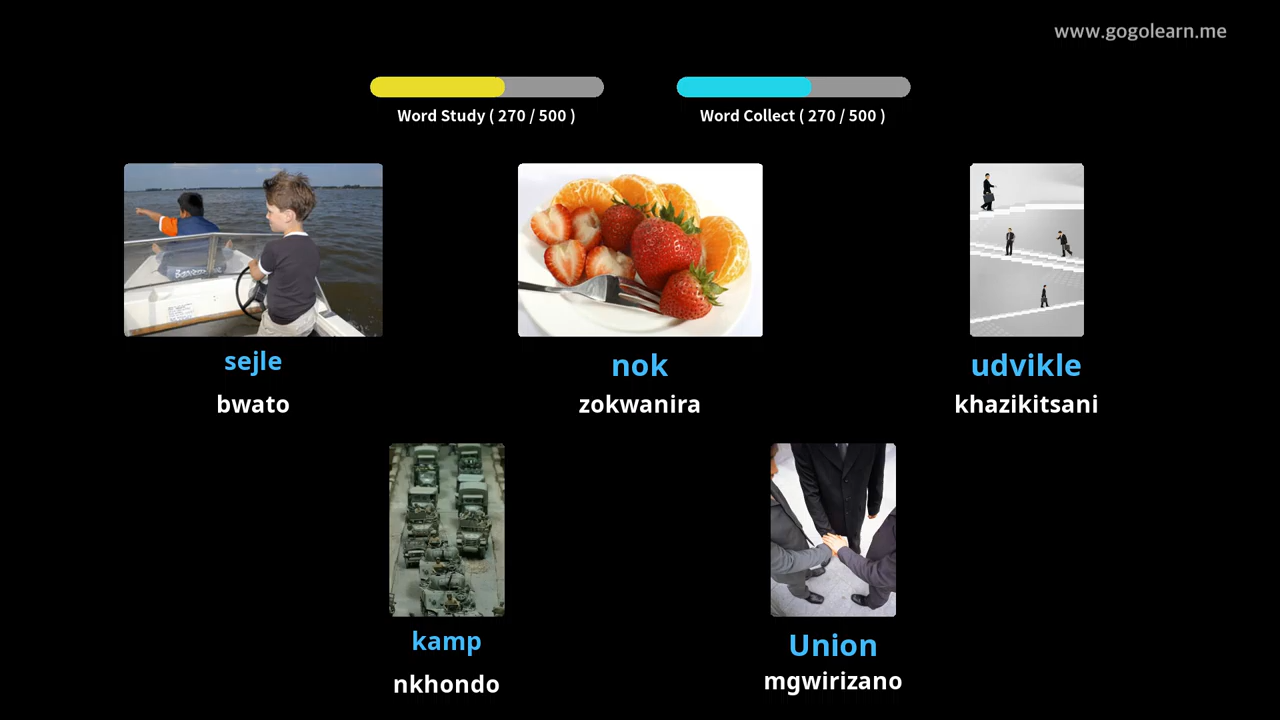 www.gogolearn.me
Word Study ( 270 / 500 )
Word Collect ( 270 / 500 )
sejle
bwato
nok
zokwanira
udvikle
khazikitsani
kamp
nkhondo
Union
mgwirizano